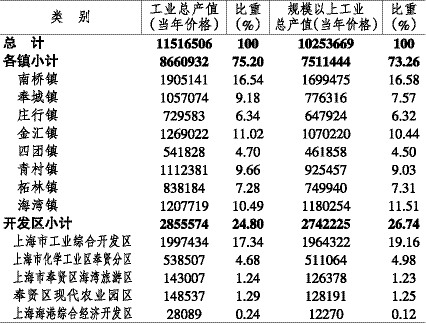 类 别 工业总产值 比重 规模以上工业 比重
(当年价格) (%) 总产值(当年价格) (%)
总 计 11516506 100 10253669 100
各镇小计 8660932 75.20 7511444 73.26
南桥镇 1905141 16.54 1699475 16.58
奉城镇 1057074 9.18 776316 7.57
庄行镇 729583 6.34 647924 6.32
金汇镇 1269022 11.02 1070220 10.44
四团镇 541828 4.70 461858 4.50
青村镇 1112381 9.66 925457 9.03
柘林镇 838184 7.28 749940 7.31
海湾镇 1207719 10.49 1180254 11.51
开发区小计 2855574 24.80 2742225 26.74
上海市工业综合开发区 1997434 17.34 1964322 19.16
上海市化学工业区奉贤分区 538507 4.68 511064 4.98
上海市奉贤区海湾旅游区 143007 1.24 126378 1.23
奉贤区现代农业园区 148537 1.29 128191 1.25
上海海港综合经济开发区 28089 0.24 12270 0.12